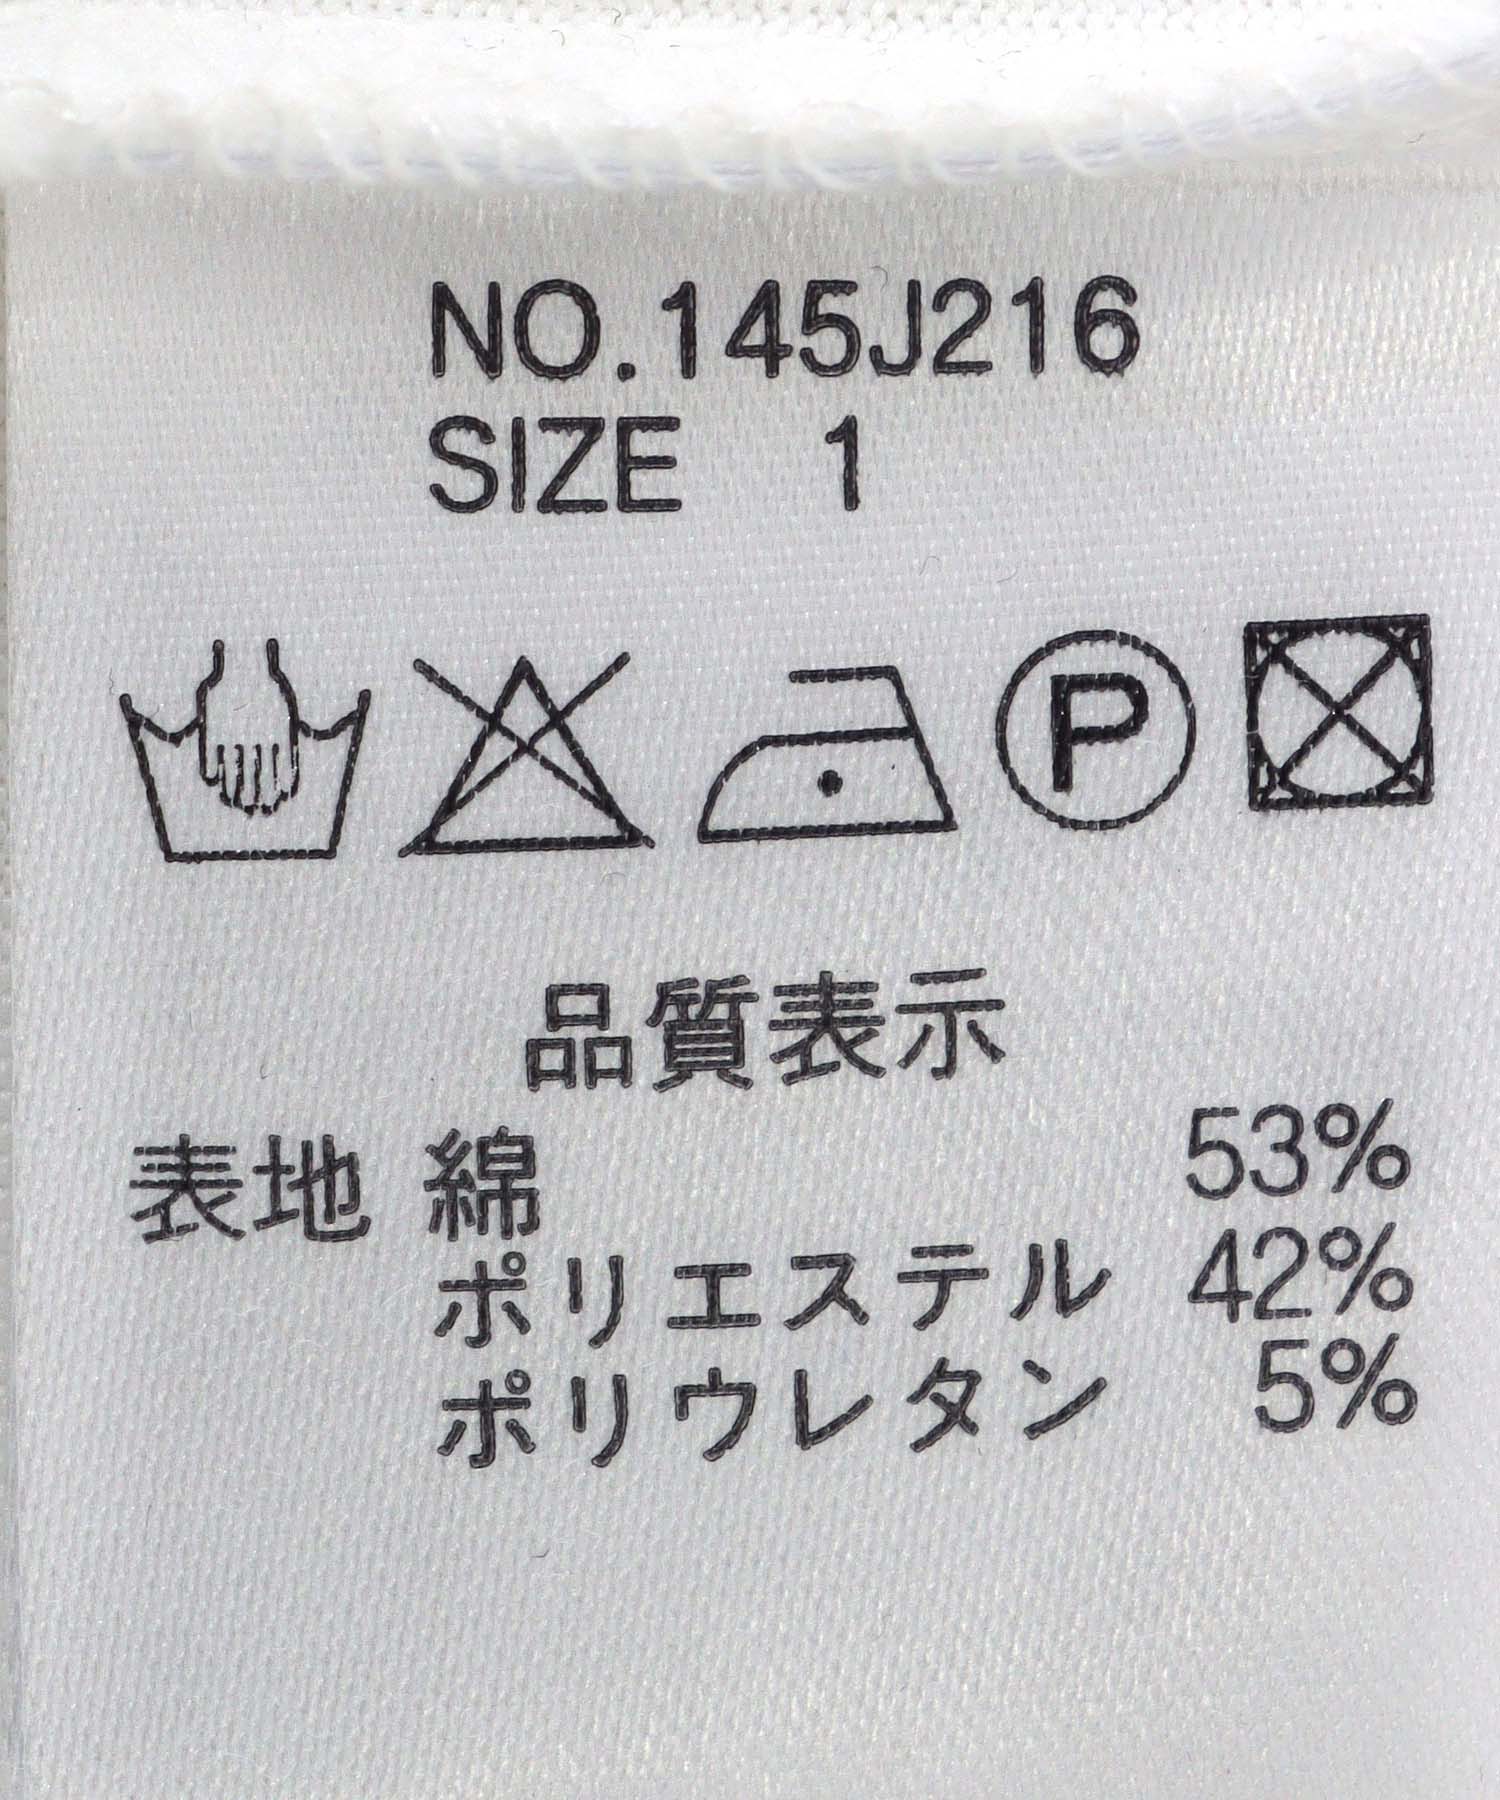 NO.145J216
SIZE 1
P
品質表示
表地 綿 53%
ポリエステル 42%
ポリウレタン 5%